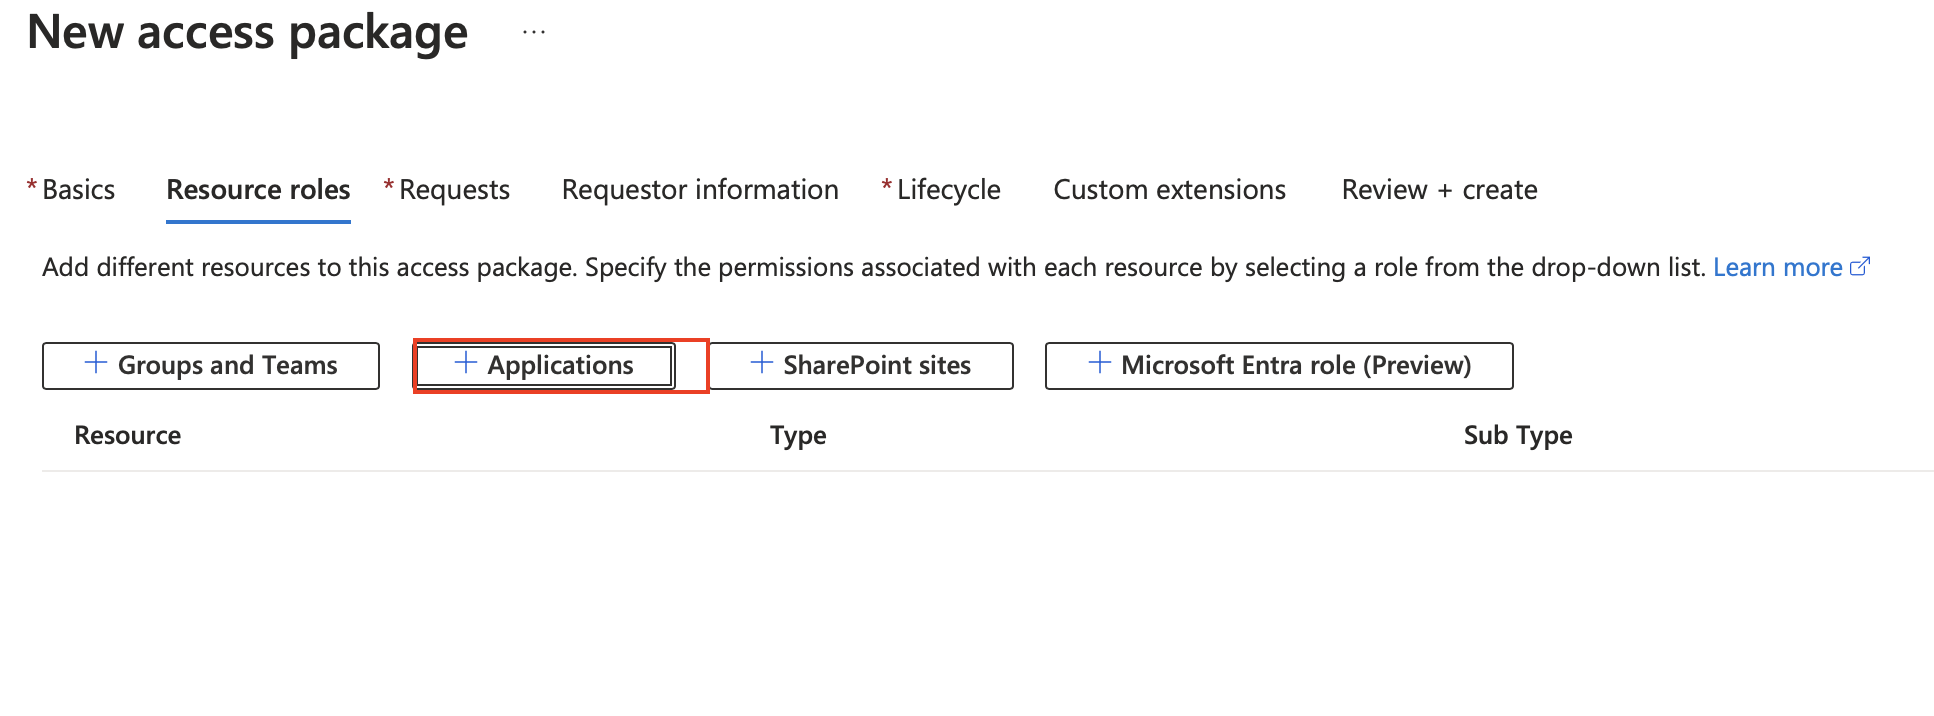 New access package ...
* Basics Resource roles * Requests Requestor information * Lifecycle Custom extensions Review + create
Add different resources to this access package. Specify the permissions associated with each resource by selecting a role from the drop-down list. Learn more
+ Groups and Teams + Applications + SharePoint sites + Microsoft Entra role (Preview)
Resource Type Sub Type